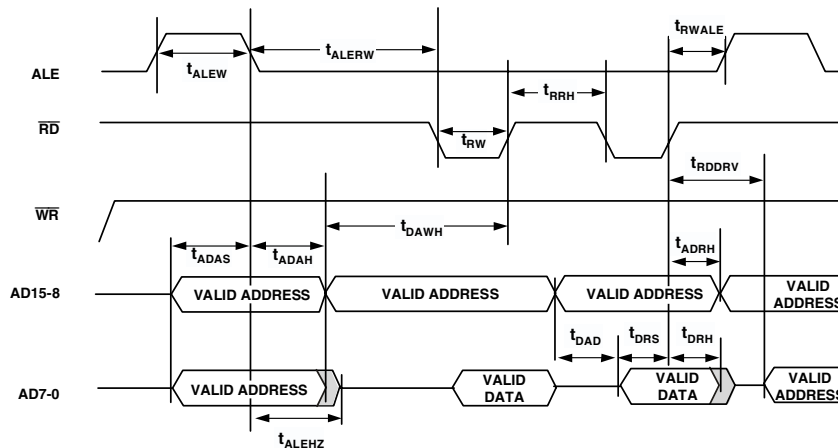 ALE
tALEW
tALERW
tRWALE
tRRH
RD
tRW
tRDDRV
WR
tDAWH
tADAS
tADAH
tADRH
AD15-8
VALID ADDRESS
VALID ADDRESS
VALID ADDRESS
VALID
ADDRESS
tDAD
tDRS
tDRH
AD7-0
VALID ADDRESS
VALID
DATA
VALID
DATA
VALID
ADDRESS
tALEHZ